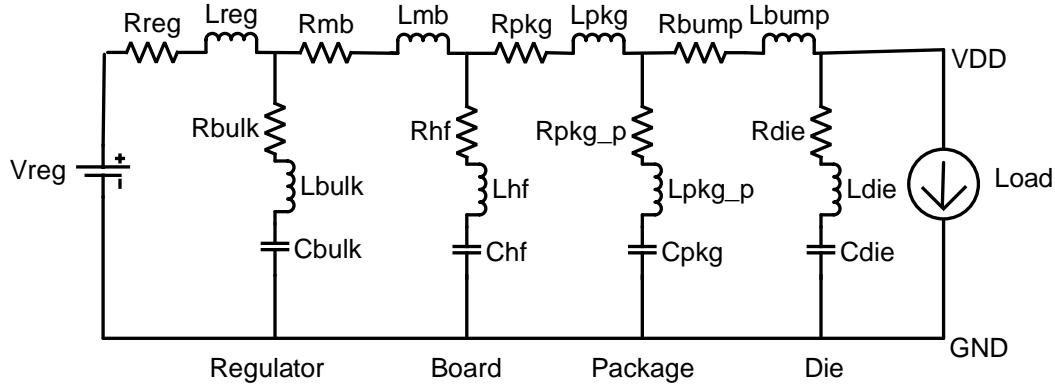 Rreg
Lreg
Rmb
Lmb
Rpkg
Lpkg
Rbump
Lbump
VDD
Rbulk
Rhf
Rpkg_p
Rdie
Vreg
+
Lbulk
Lhf
Lpkg_p
Ldie
Load
Cbulk
Chf
Cpkg
Cdie
GND
Regulator
Board
Package
Die